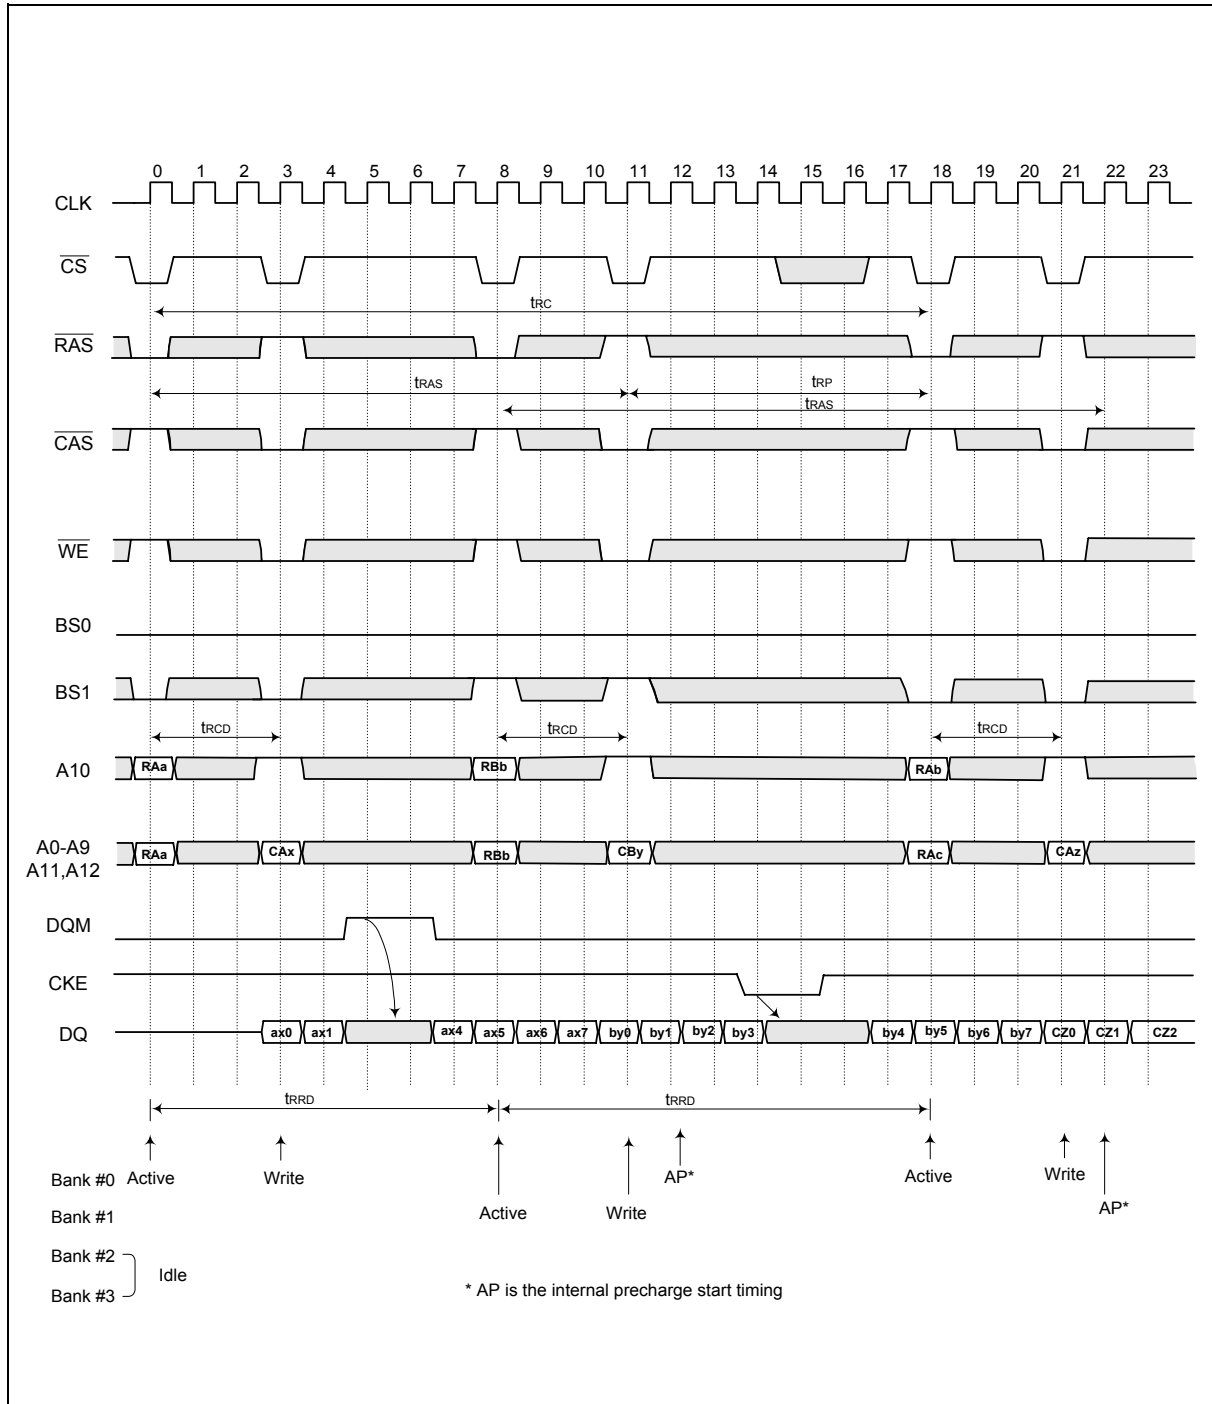 0 1 2 3 4 5 6 7 8 9 10 11 12 13 14 15 16 17 18 19 20 21 22 23
CLK
CS
tRC
RAS
tRAS tRP
tRAS
CAS
WE
BS0
BS1
tRCD tRCD tRCD
A10 RAa RBb RAb
A0-A9
A11,A12
RAa CAx RBb CBy RAc CAz
DQM
CKE
DQ ax0 ax1 ax4 ax5 ax6 ax7 by0 by1 by2 by3 by4 by5 by6 by7 CZ0 CZ1 CZ2
tRRD tRRD
Bank #0 Active Write AP* Active Write
Bank #1 Active Write AP*
Bank #2
Idle
Bank #3
* AP is the internal precharge start timing